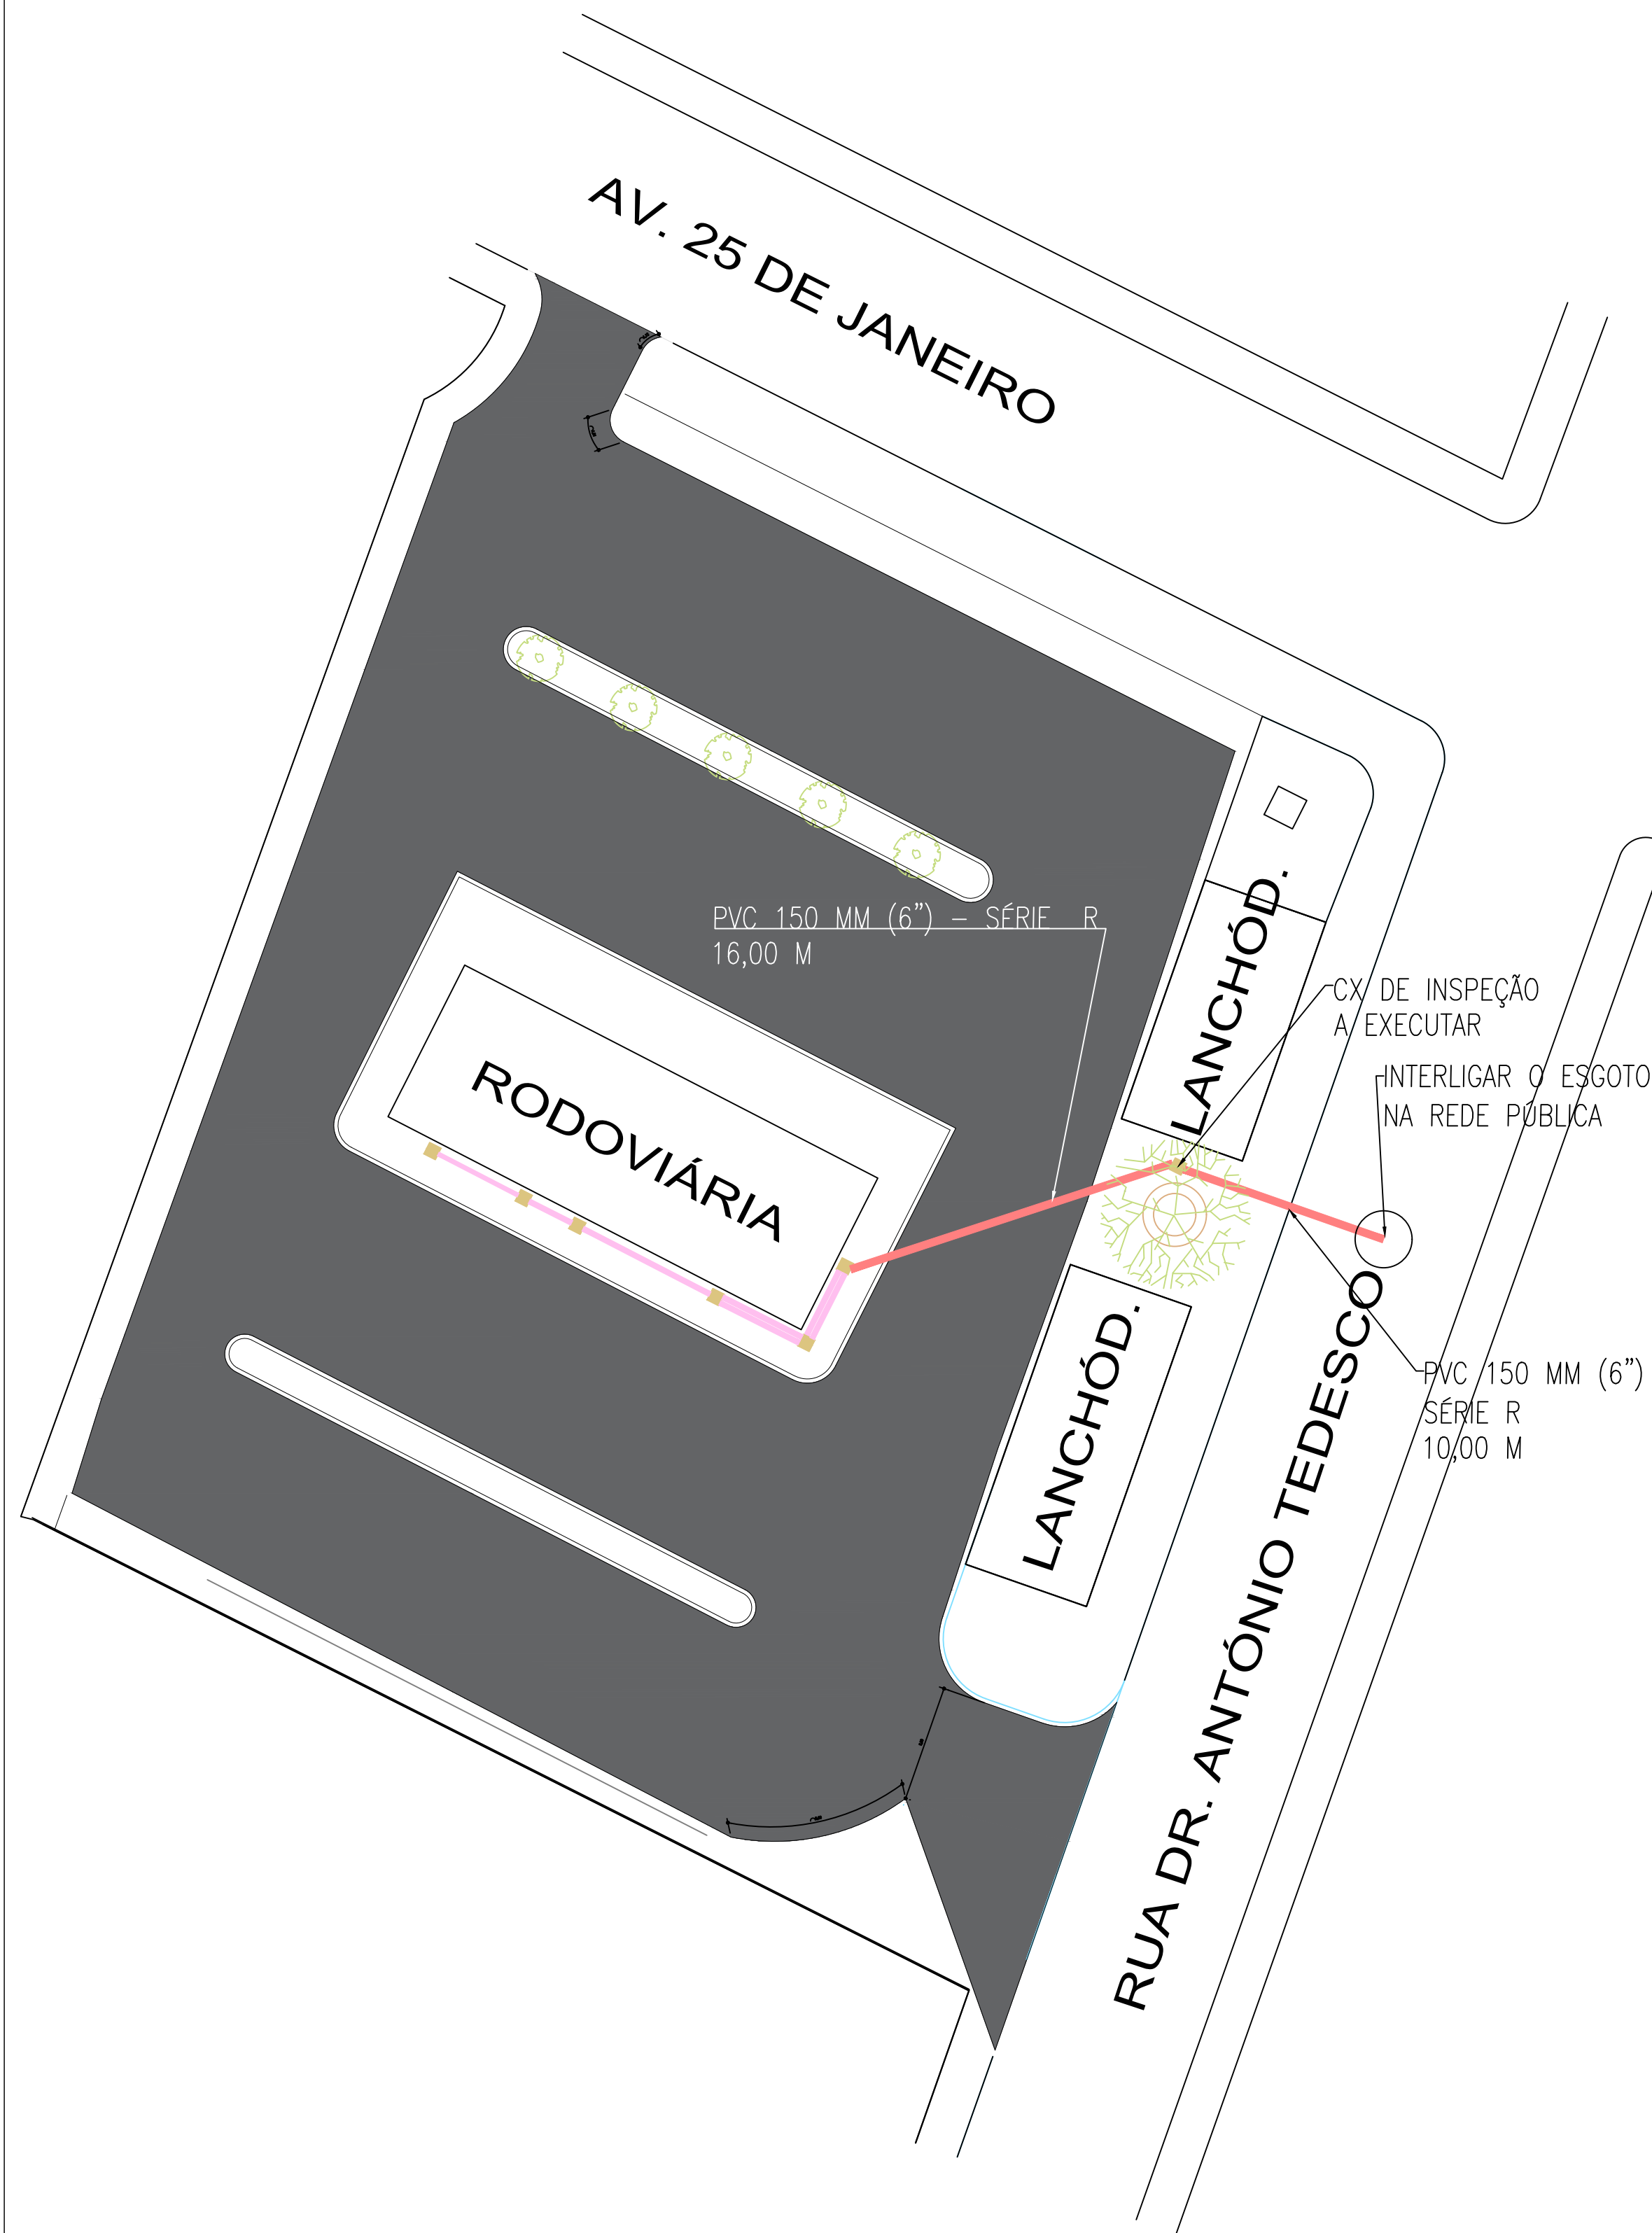 AV. 25 DE JANEIRO
PVC 150 MM (6") – SÉRIE R
16,00 M
LANCHÓD.
CX DE INSPEÇÃO
A EXECUTAR
INTERLIGAR O ESGOTO
NA REDE PÚBLICA
RODOVIÁRIA
LANCHÓD.
PVC 150 MM (6")
SÉRIE R
10,00 M
RUA DR. ANTÓNIO TEDESCO